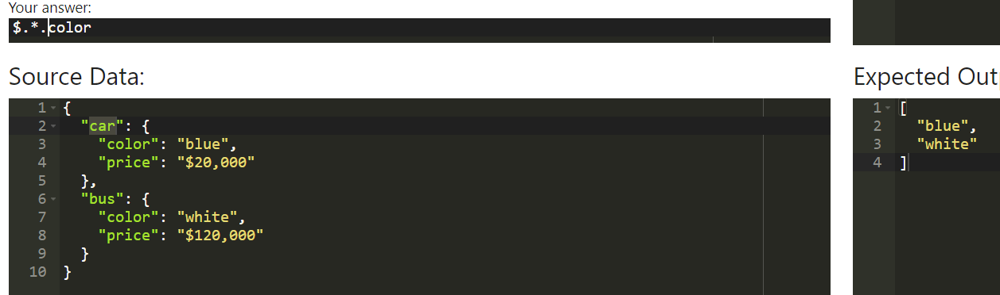 Your answer:
$.*.color
Source Data:
1 {
2 "car": {
3 "color": "blue",
4 "price": "$20,000"
5 },
6 "bus": {
7 "color": "white",
8 "price": "$120,000"
9 }
10 }
Expected Out
1 [
2 "blue",
3 "white"
4 ]